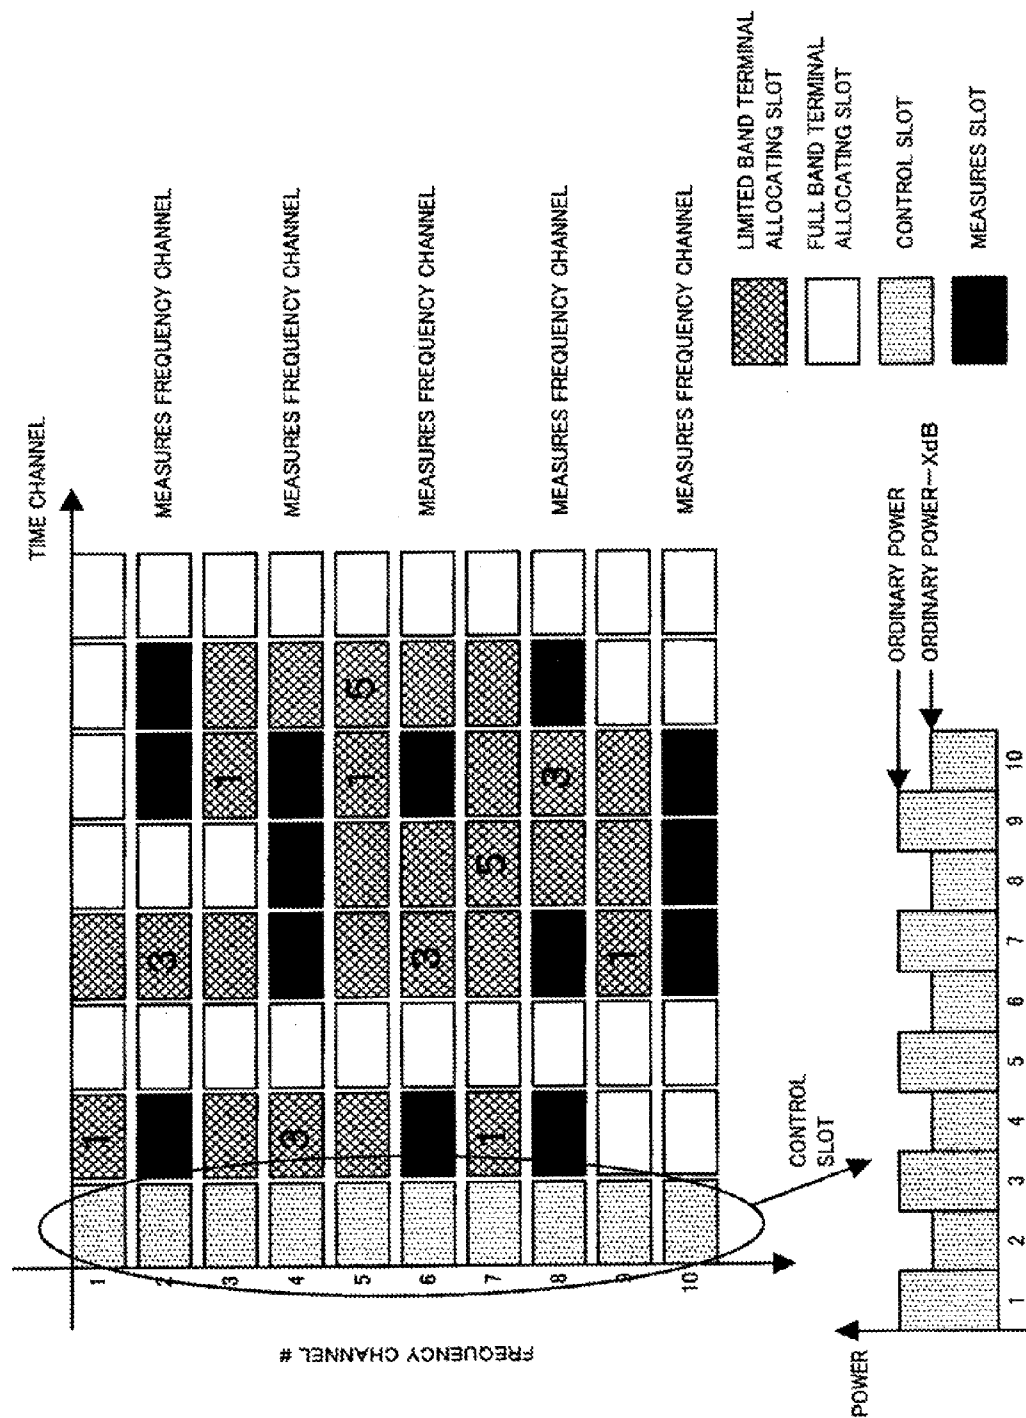 TIME CHANNEL
FREQUENCY CHANNEL #
1
2
3
4
5
6
7
8
9
10
1
3
1
3
3
1
5
1
1
3
5
MEASURES FREQUENCY CHANNEL
MEASURES FREQUENCY CHANNEL
MEASURES FREQUENCY CHANNEL
MEASURES FREQUENCY CHANNEL
MEASURES FREQUENCY CHANNEL
LIMITED BAND TERMINAL
ALLOCATING SLOT
FULL BAND TERMINAL
ALLOCATING SLOT
CONTROL SLOT
MEASURES SLOT
CONTROL
SLOT
POWER
ORDINARY POWER
ORDINARY POWER—XdB
1
2
3
4
5
6
7
8
9
10